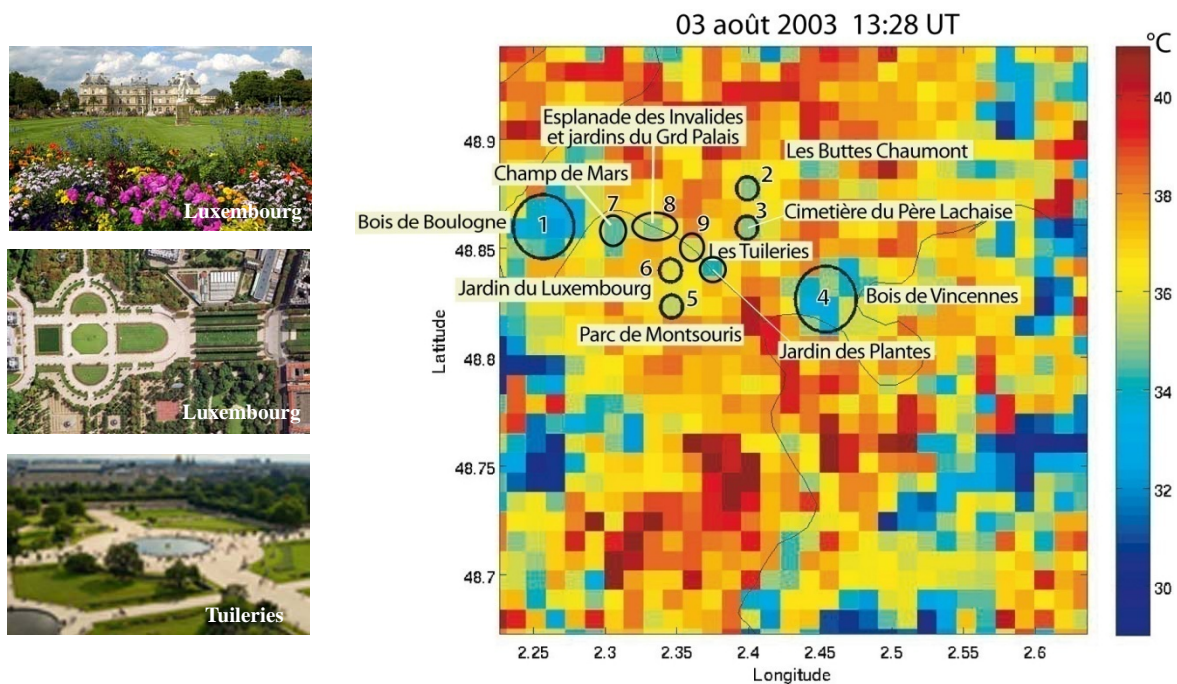 Luxembourg
Luxembourg
Tuileries
03 août 2003 13:28 UT
°C
Esplanade des Invalides
et jardins du Grd Palais
Les Buttes Chaumont
Champ de Mars
Cimetière du Père Lachaise
Bois de Boulogne
Les Tuileries
Jardin du Luxembourg
Bois de Vincennes
Parc de Montsouris
Jardin des Plantes
1
2
3
4
5
6
7
8
9
Latitude
48.9
48.85
48.8
48.75
48.7
2.25
2.3
2.35
2.4
2.45
2.5
2.55
2.6
Longitude
40
38
36
34
32
30